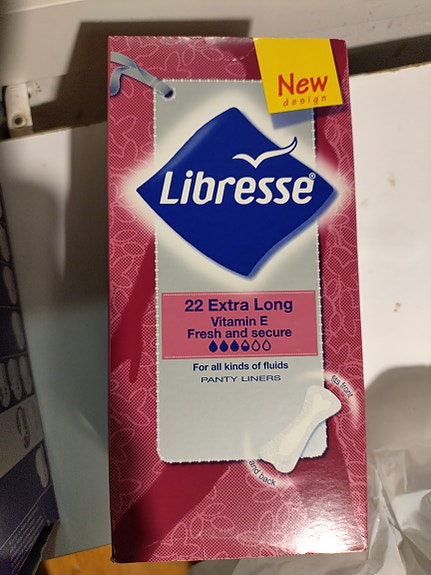 New
design
Libresse®
22 Extra Long
Vitamin E
Fresh and secure
For all kinds of fluids
PANTY LINERS
fits front
and back